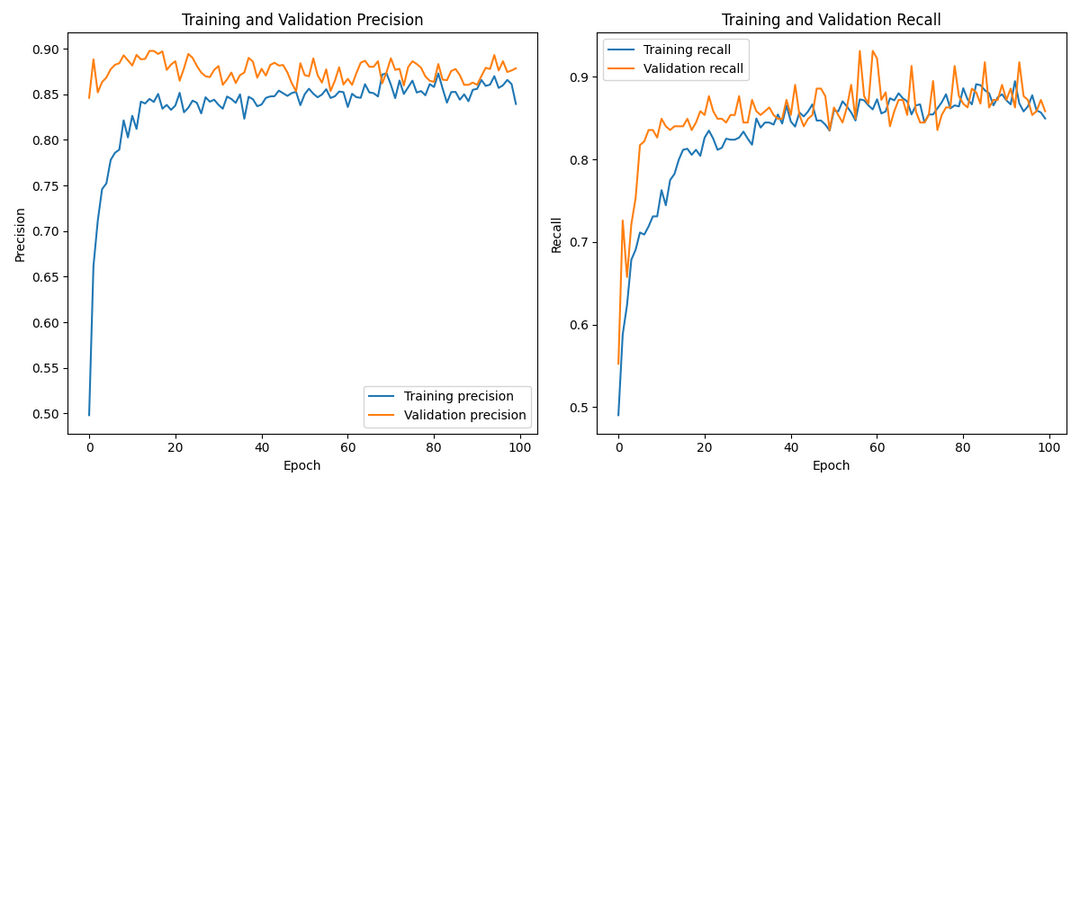 Training and Validation Precision
0.90
0.85
0.80
0.75
0.70
0.65
0.60
0.55
0.50
Precision
Training precision
Validation precision
0 20 40 60 80 100
Epoch
Training and Validation Recall
Training recall
Validation recall
0.9
0.8
0.7
0.6
0.5
Recall
0 20 40 60 80 100
Epoch